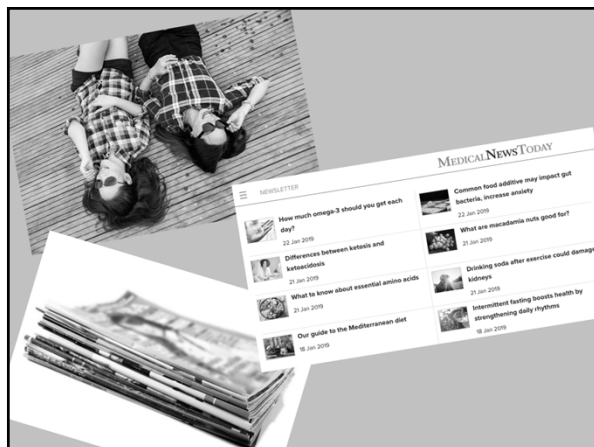 NEWSLETTER
MEDICALNEWSTODAY
How much omega-3 should you get each
day?
22 Jan 2019
Differences between ketosis and
ketoacidosis
21 Jan 2019
What to know about essential amino acids
21 Jan 2019
Our guide to the Mediterranean diet
18 Jan 2019
Common food additive may impact gut
bacteria, increase anxiety
22 Jan 2019
What are macadamia nuts good for?
21 Jan 2019
Drinking soda after exercise could damage
kidneys
21 Jan 2019
Intermittent fasting boosts health by
strengthening daily rhythms
18 Jan 2019